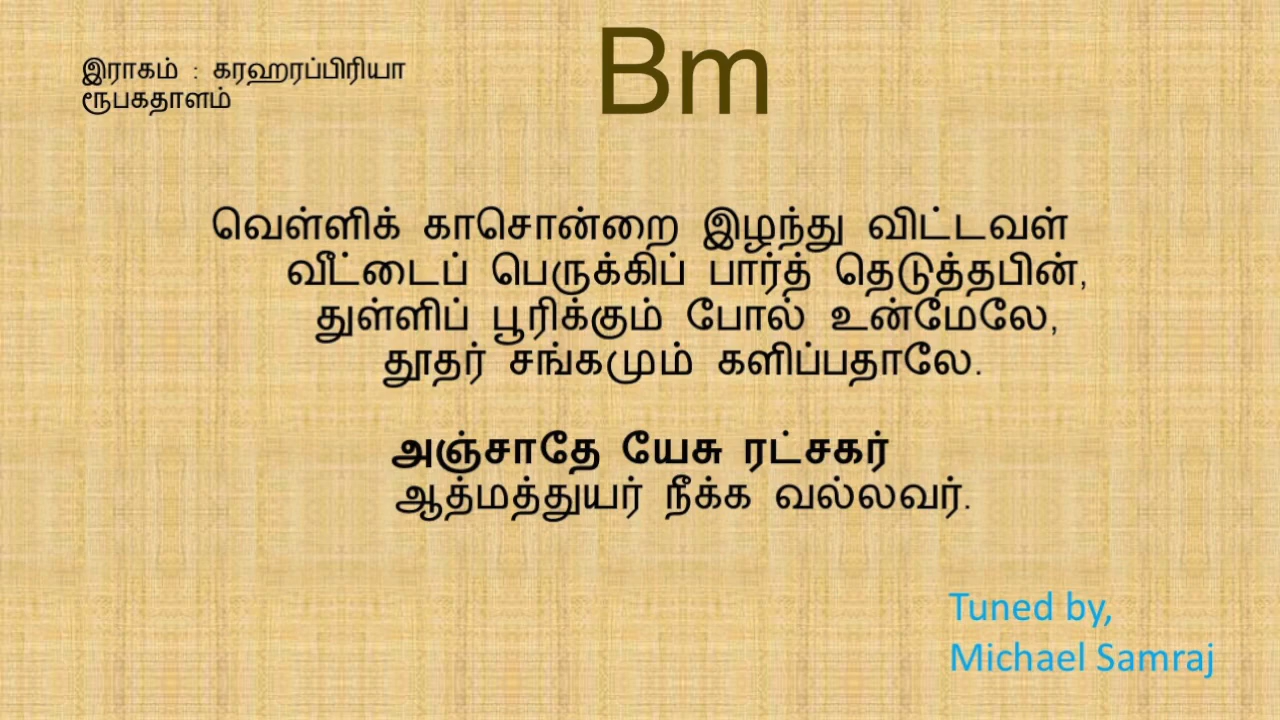 இராகம் : கரஹரப்பிரியா
ரூபகதாளம்
Bm
வெள்ளிக் காசொன்றை இழந்து விட்டவள்
வீட்டைப் பெருக்கிப் பார்த் தெடுத்தபின்,
துள்ளிப் பூரிக்கும் போல் உன்மேலே,
தூதர் சங்கமும் களிப்பதாலே.
அஞ்சாதே யேசு ரட்சகர்
ஆத்மத்துயர் நீக்க வல்லவர்.
Tuned by,
Michael Samraj